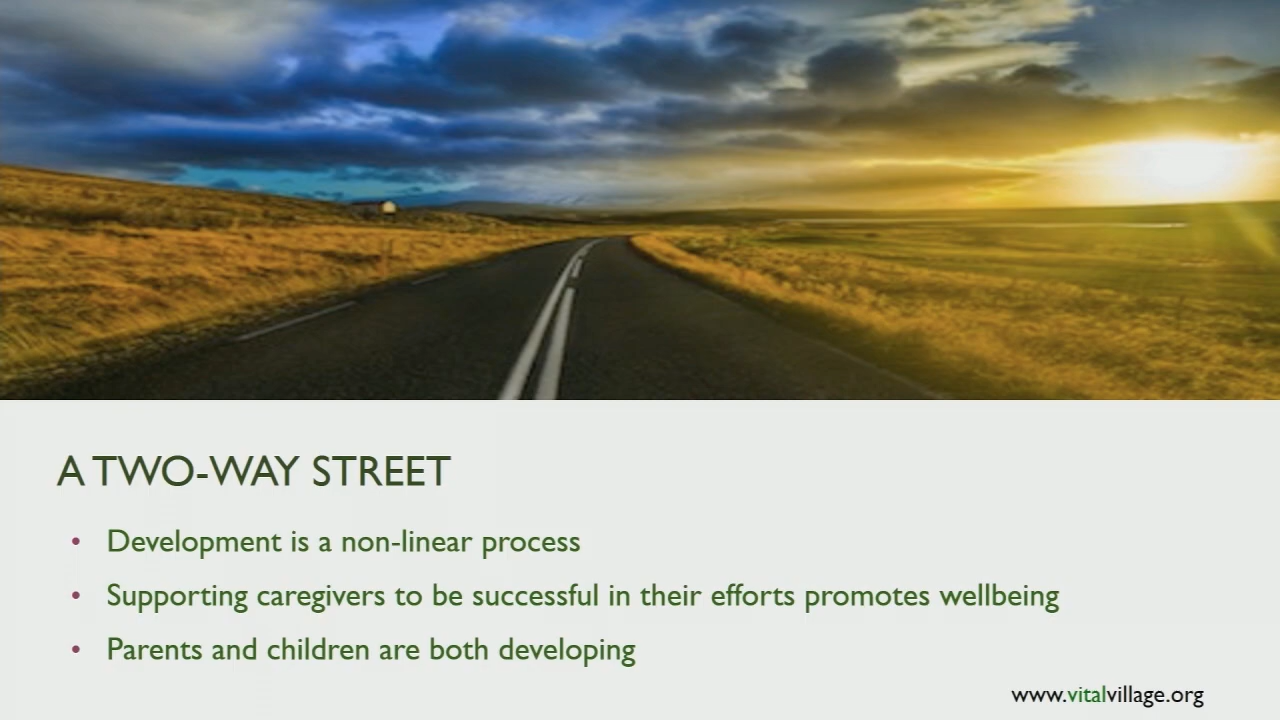 A TWO-WAY STREET
• Development is a non-linear process
• Supporting caregivers to be successful in their efforts promotes wellbeing
• Parents and children are both developing
www.vitalvillage.org